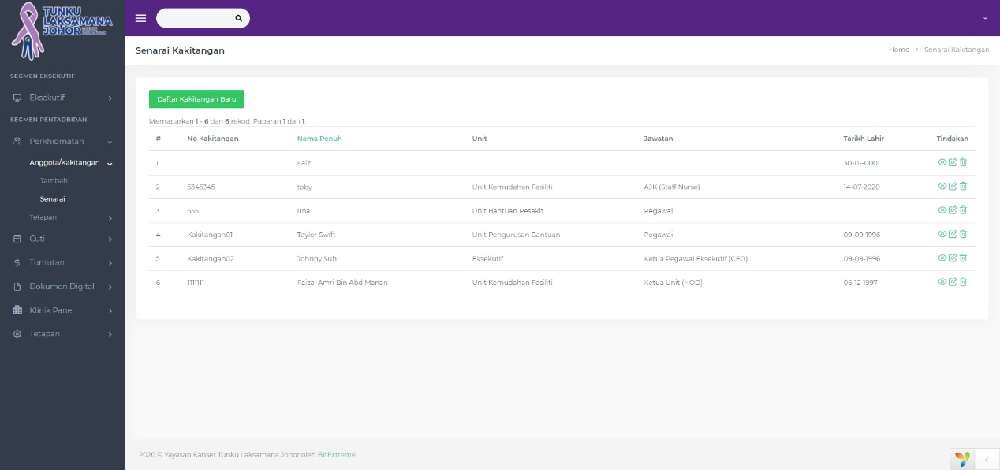 TUNKU
LAKSAMANA
JOHOR
Senarai Kakitangan
Home > Senarai Kakitangan
SEGMEN EKSEKUTIF
Eksekutif
SEGMEN PENTADBIRAN
Perkhidmatan
Anggota/Kakitangan
Tambah
Senarai
Tetapan
Cuti
Tuntutan
Dokumen Digital
Klinik Panel
Tetapan
Daftar Kakitangan Baru
Memaparkan 1 - 6 dari 6 rekod. Paparan 1 dari 1.
# No Kakitangan Nama Penuh Unit Jawatan Tarikh Lahir Tindakan
1 Faiz 30-11--0001
2 5345345 toby Unit Kemudahan Fasiliti AJK (Staff Nurse) 14-07-2020
3 555 una Unit Bantuan Pesakit Pegawai
4 Kakitangan01 Taylor Swift Unit Pengurusan Bantuan Pegawai 09-09-1996
5 Kakitangan02 Johnny Suh Eksekutif Ketua Pegawai Eksekutif (CEO) 09-09-1996
6 1111111 Faizal Amri Bin Abd Manan Unit Kemudahan Fasiliti Ketua Unit (HOD) 06-12-1997
2020 © Yayasan Kanser Tunku Laksamana Johor oleh BitExtreme